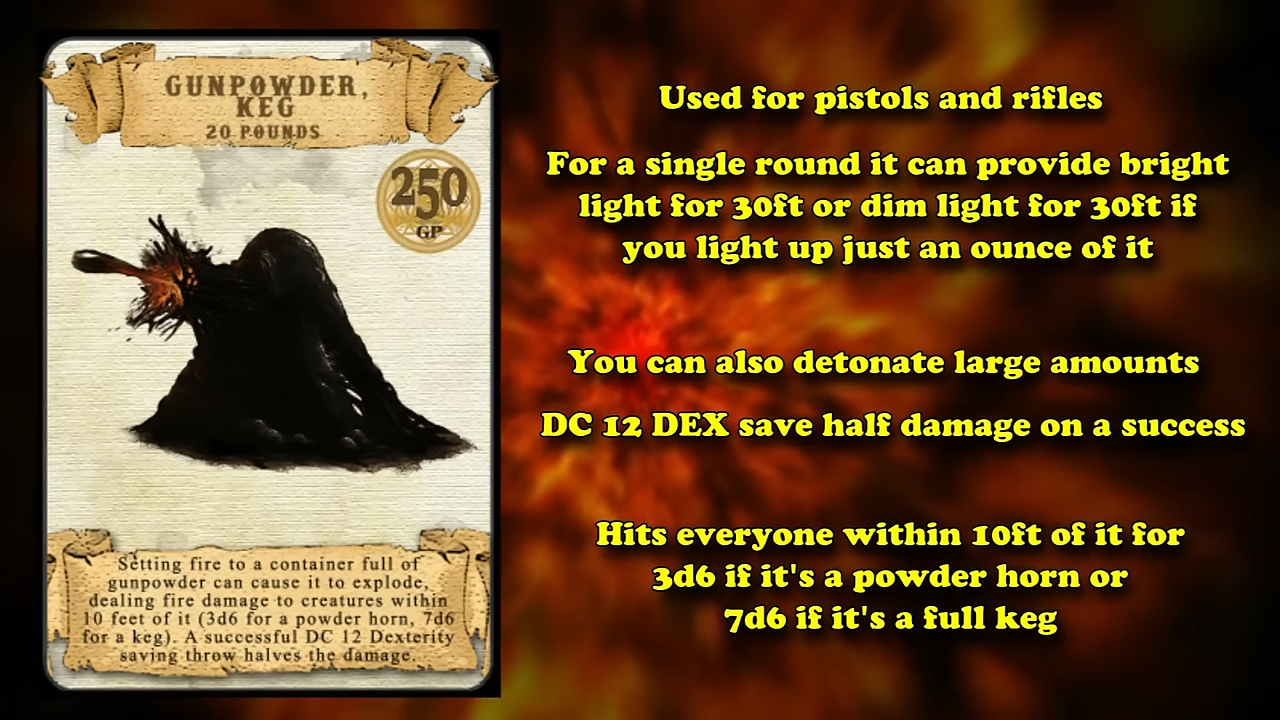 GUNPOWDER,
KEG
20 POUNDS
250
GP
Setting fire to a container full of
gunpowder can cause it to explode,
dealing fire damage to creatures within
10 feet of it (3d6 for a powder horn, 7d6
for a keg). A successful DC 12 Dexterity
saving throw halves the damage.
Used for pistols and rifles
For a single round it can provide bright
light for 30ft or dim light for 30ft if
you light up just an ounce of it
You can also detonate large amounts
DC 12 DEX save half damage on a success
Hits everyone within 10ft of it for
3d6 if it's a powder horn or
7d6 if it's a full keg